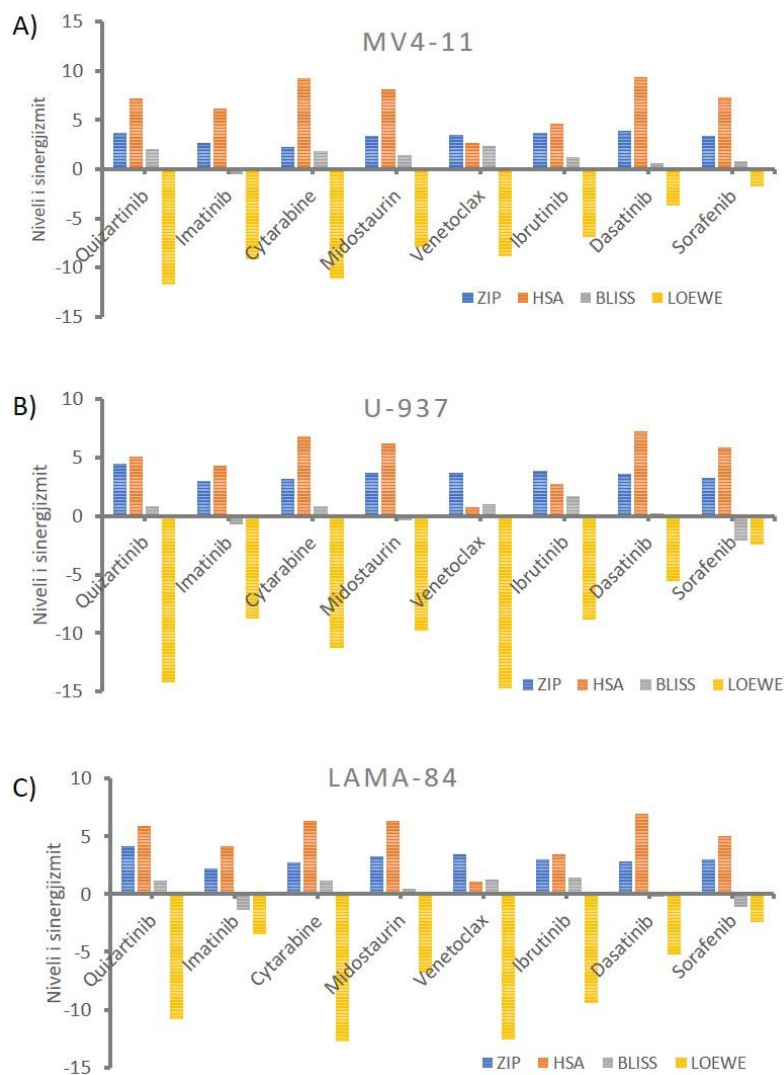 A)
MV4-11
Niveli i sinergjizmit
15
10
5
0
-5
-10
-15
Quizartinib
Imatinib
Cytarabine
Midostaurin
Venetoclax
Ibrutinib
Dasatinib
Sorafenib
ZIP HSA BLISS LOEWE
B)
U-937
Niveli i sinergjizmit
10
5
0
-5
-10
-15
Quizartinib
Imatinib
Cytarabine
Midostaurin
Venetoclax
Ibrutinib
Dasatinib
Sorafenib
ZIP HSA BLISS LOEWE
C)
LAMA-84
Niveli i sinergjizmit
10
5
0
-5
-10
-15
Quizartinib
Imatinib
Cytarabine
Midostaurin
Venetoclax
Ibrutinib
Dasatinib
Sorafenib
ZIP HSA BLISS LOEWE